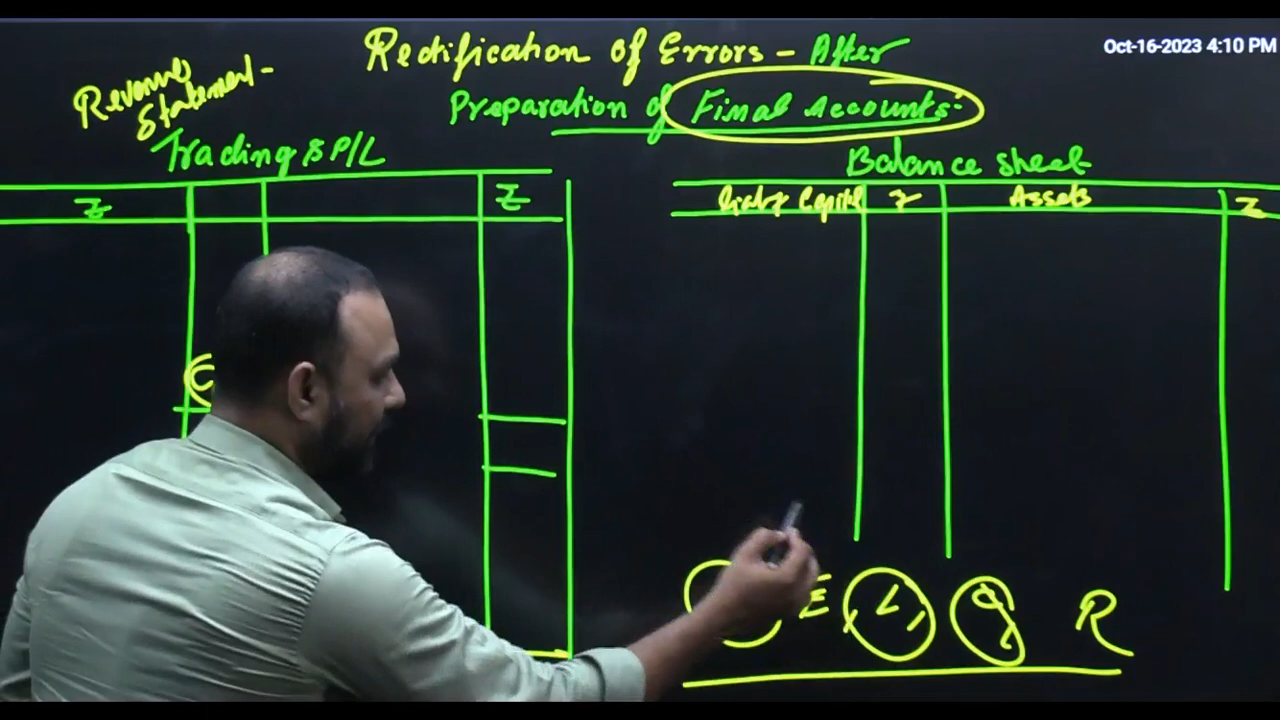 Oct-16-2023 4:10 PM
Rectification of Errors - After
Preparation of Final Accounts.
Revenue
Statement -
Trading & P/L
Balance sheet
₹
₹
Capital
₹
Assets
₹
E
L
R